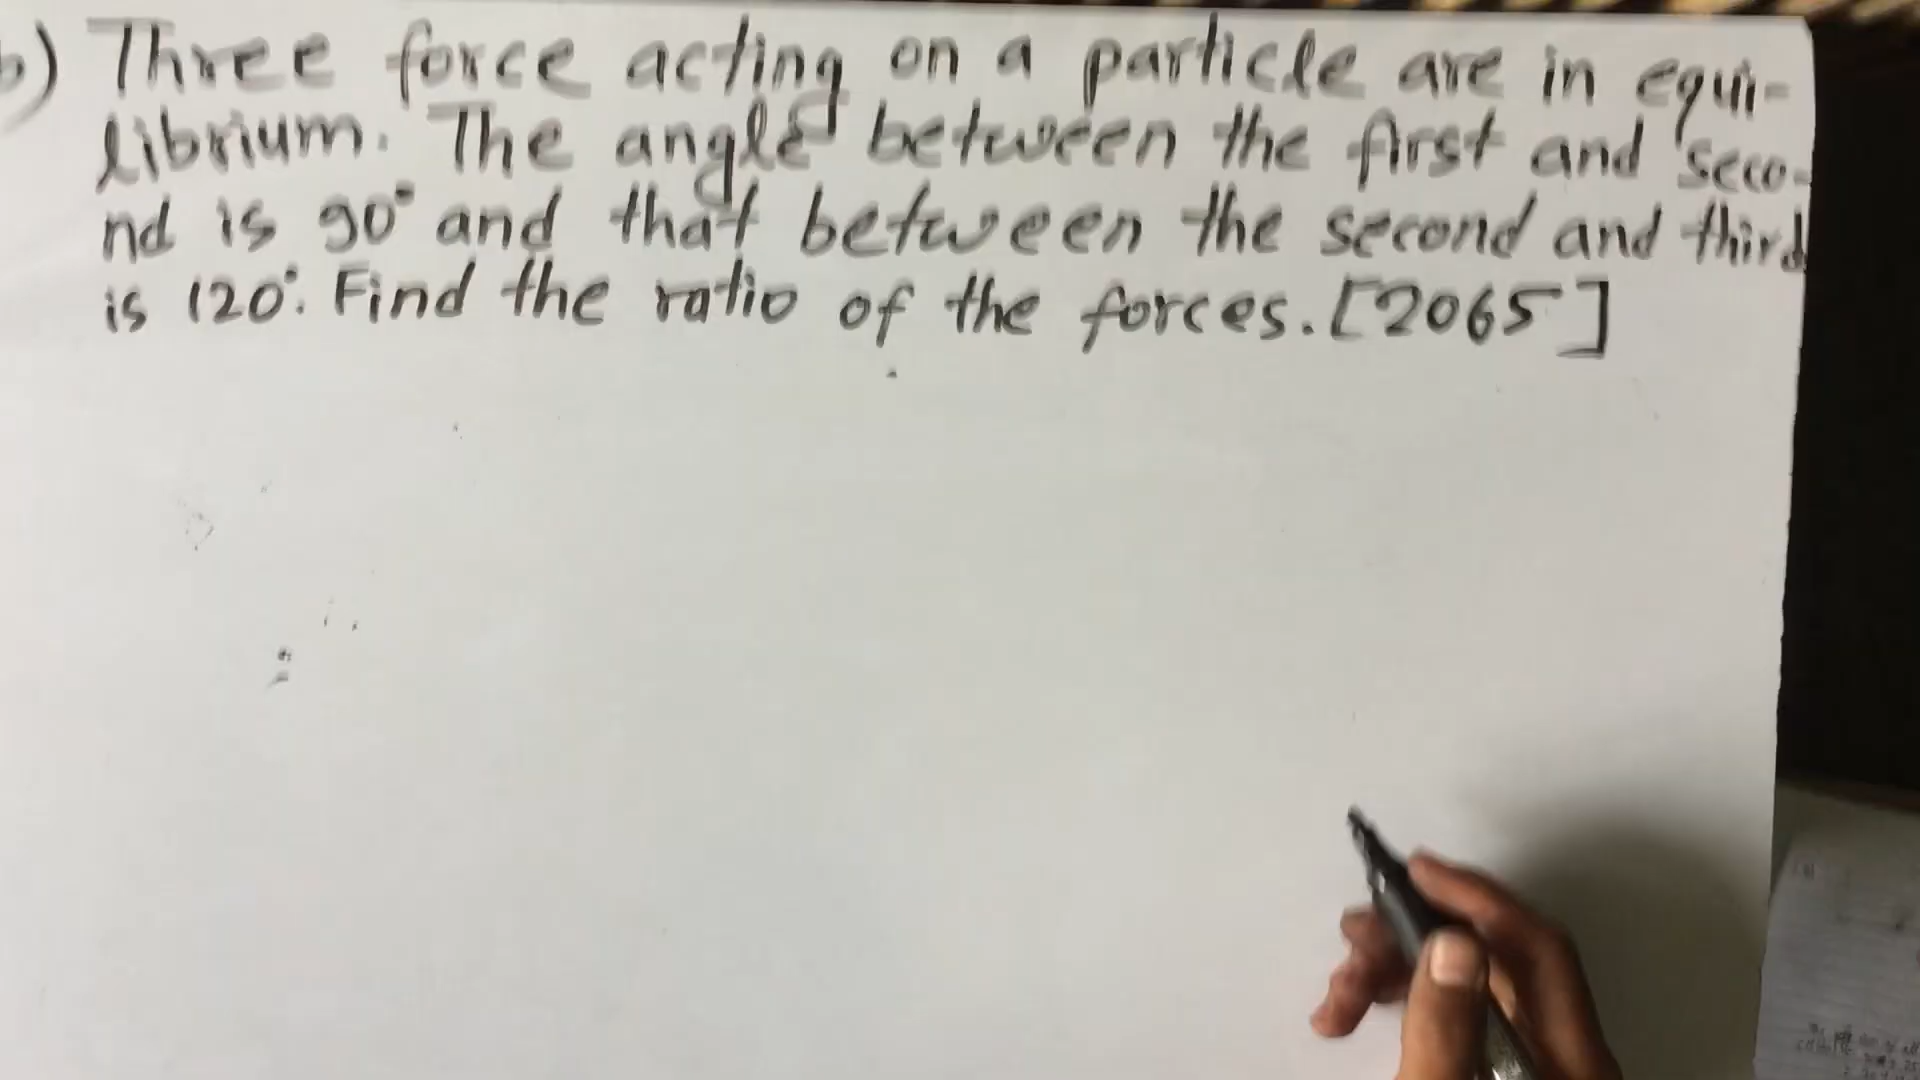 b) Three force acting on a particle are in equi-
librium. The angle between the first and seco-
nd is 90° and that between the second and third
is 120°. Find the ratio of the forces. [2065]